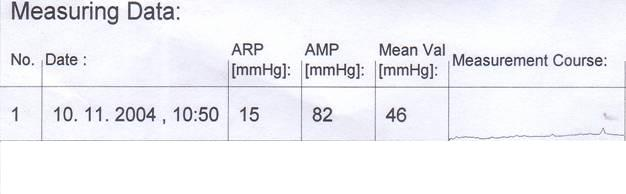 Measuring Data:
No. Date : ARP [mmHg]: AMP [mmHg]: Mean Val [mmHg]: Measurement Course:
1 10. 11. 2004 , 10:50 15 82 46